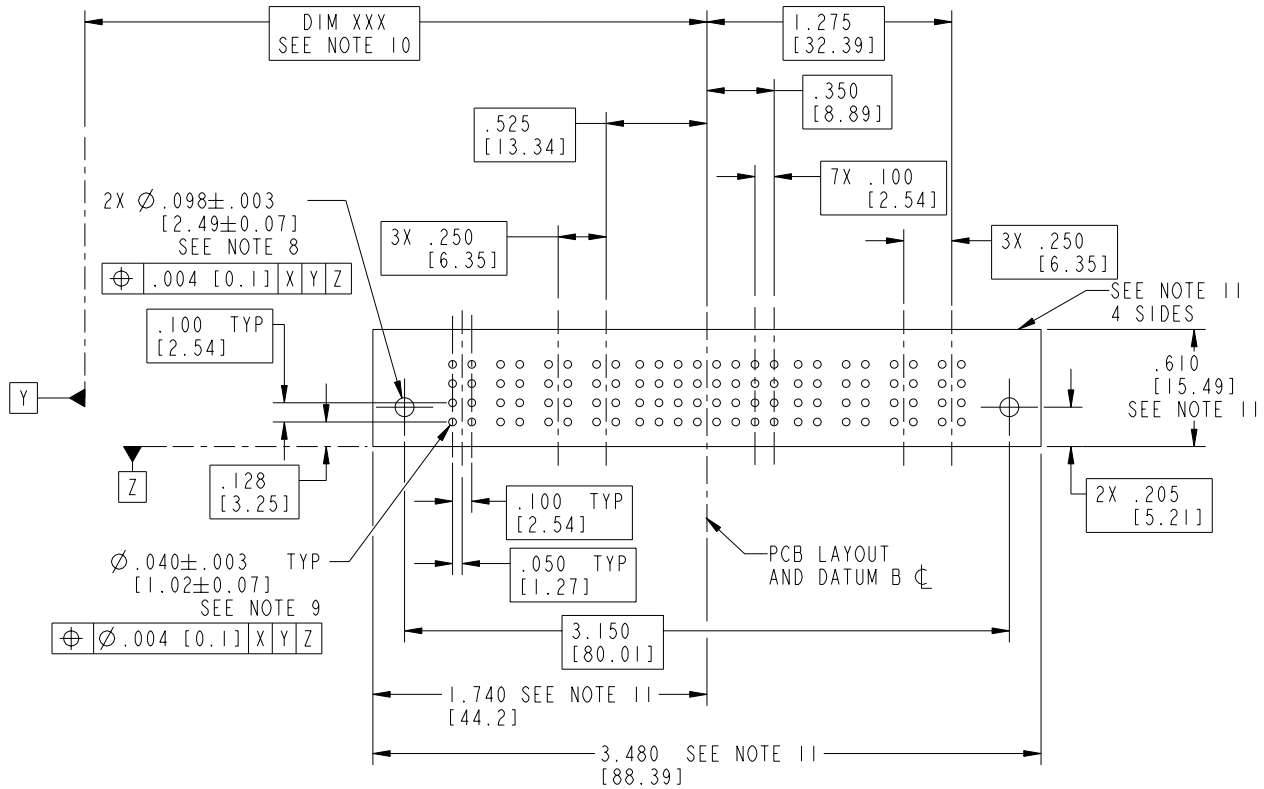 DIM XXX
SEE NOTE 10
1.275
[32.39]
.350
[8.89]
.525
[13.34]
7X .100
[2.54]
2X Ø .098±.003
[2.49±0.07]
SEE NOTE 8
⌖ .004 [0.1] X Y Z
3X .250
[6.35]
3X .250
[6.35]
SEE NOTE 11
4 SIDES
.100 TYP
[2.54]
.610
[15.49]
SEE NOTE 11
Y
Z
.128
[3.25]
.100 TYP
[2.54]
2X .205
[5.21]
Ø .040±.003 TYP
[1.02±0.07]
SEE NOTE 9
⌖ Ø.004 [0.1] X Y Z
.050 TYP
[1.27]
PCB LAYOUT
AND DATUM B ℄
3.150
[80.01]
1.740 SEE NOTE 11
[44.2]
3.480 SEE NOTE 11
[88.39]